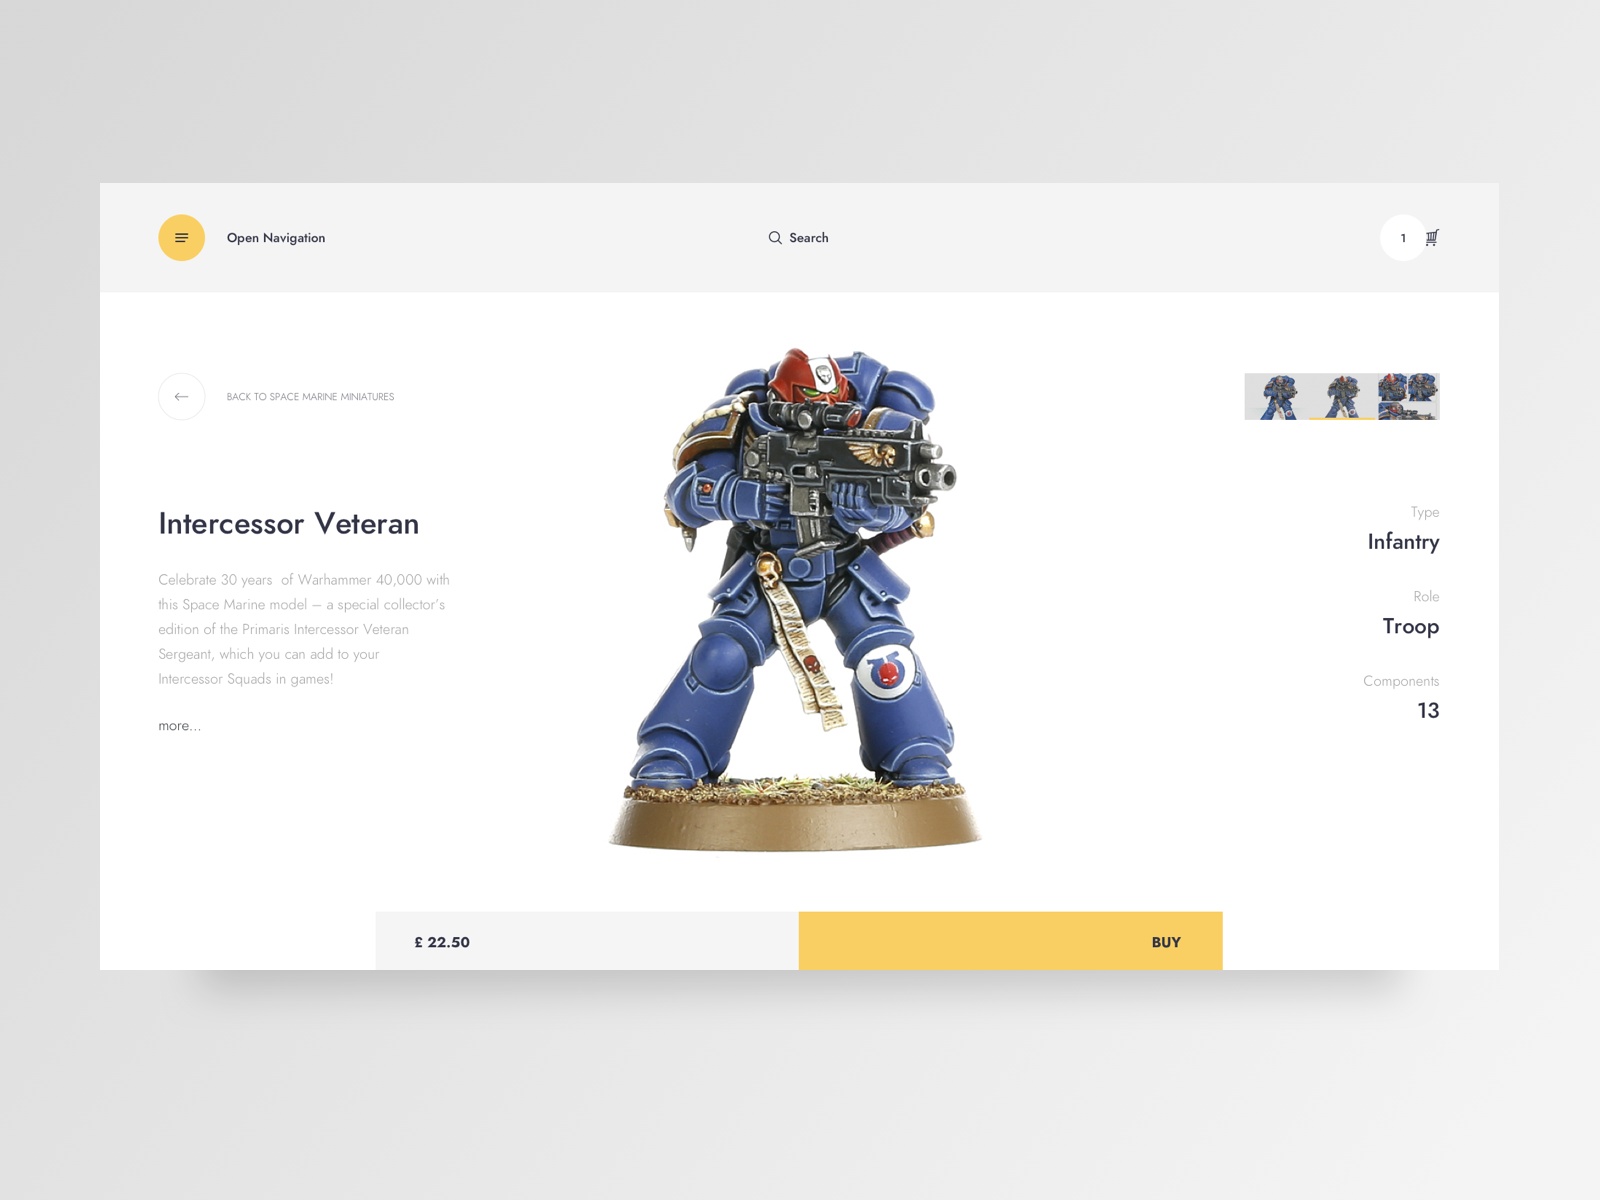 Open Navigation
Search
1
BACK TO SPACE MARINE MINIATURES
Intercessor Veteran
Celebrate 30 years  of Warhammer 40,000 with
this Space Marine model – a special collector's
edition of the Primaris Intercessor Veteran
Sergeant, which you can add to your
Intercessor Squads in games!
more...
Type
Infantry
Role
Troop
Components
13
£ 22.50
BUY